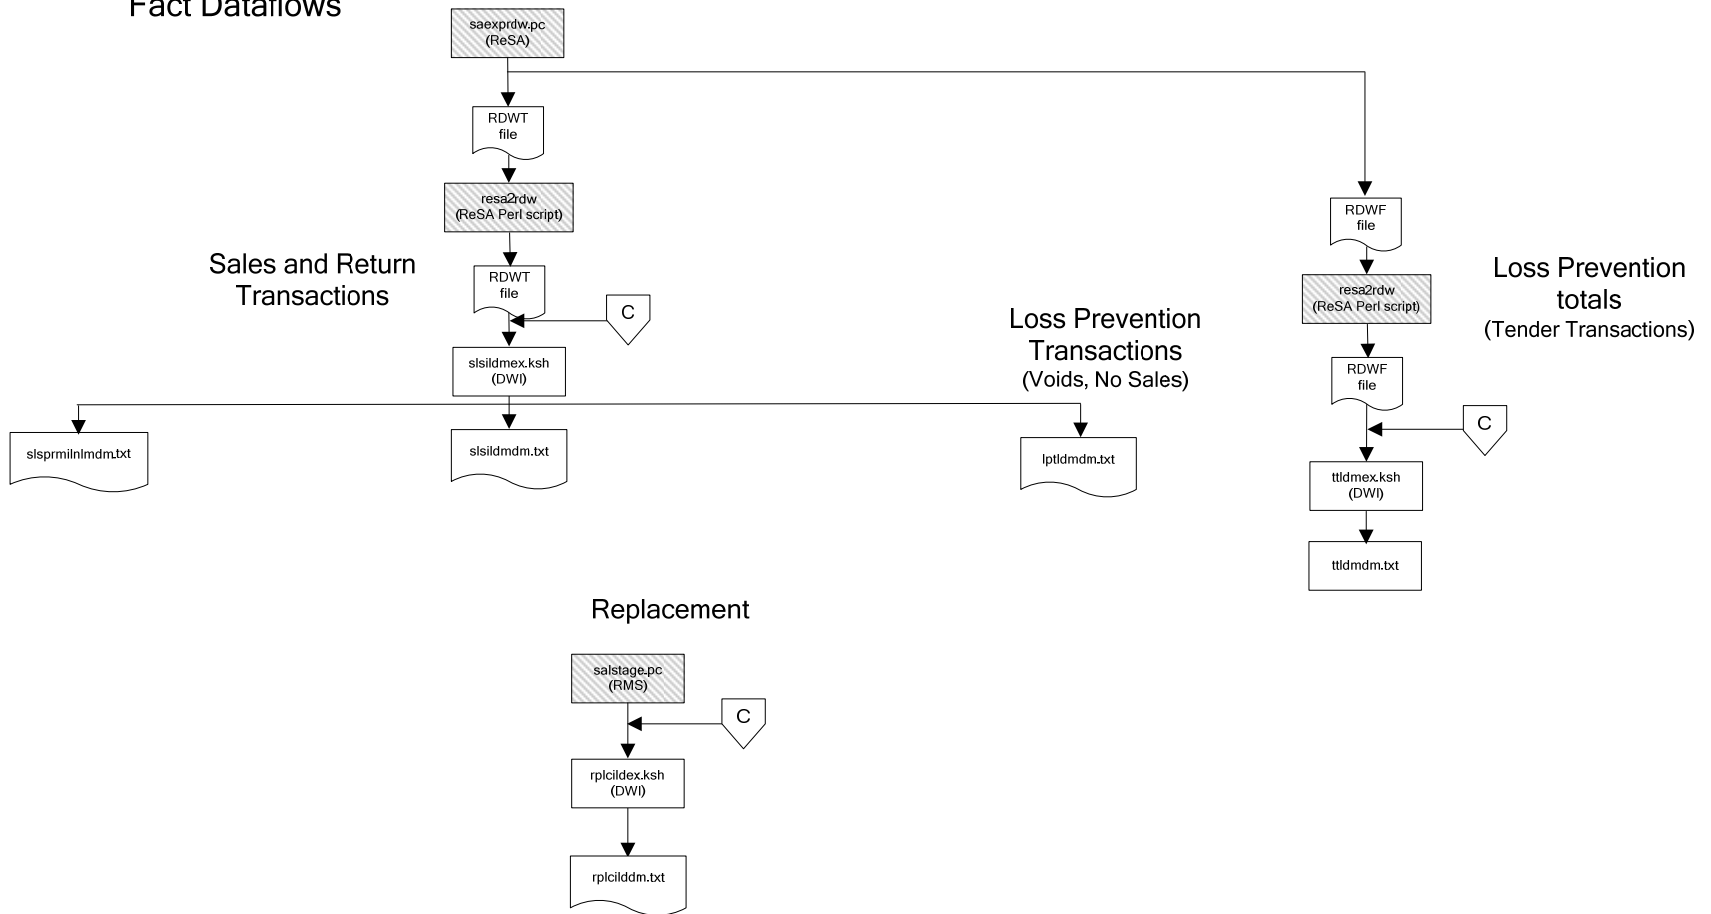 Fact Dataflows
saexprdw.pc
(ReSA)
RDWT
file
resa2rdw
(ReSA Perl script)
Sales and Return
Transactions
RDWT
file
C
slsildmex.ksh
(DWI)
slsprmilnlmdm.txt
slsildmdm.txt
Loss Prevention
Transactions
(Voids, No Sales)
lptldmdm.txt
RDWF
file
resa2rdw
(ReSA Perl script)
Loss Prevention
totals
(Tender Transactions)
RDWF
file
C
ttldmex.ksh
(DWI)
ttldmdm.txt
Replacement
salstage.pc
(RMS)
C
rplcildex.ksh
(DWI)
rplcilddm.txt